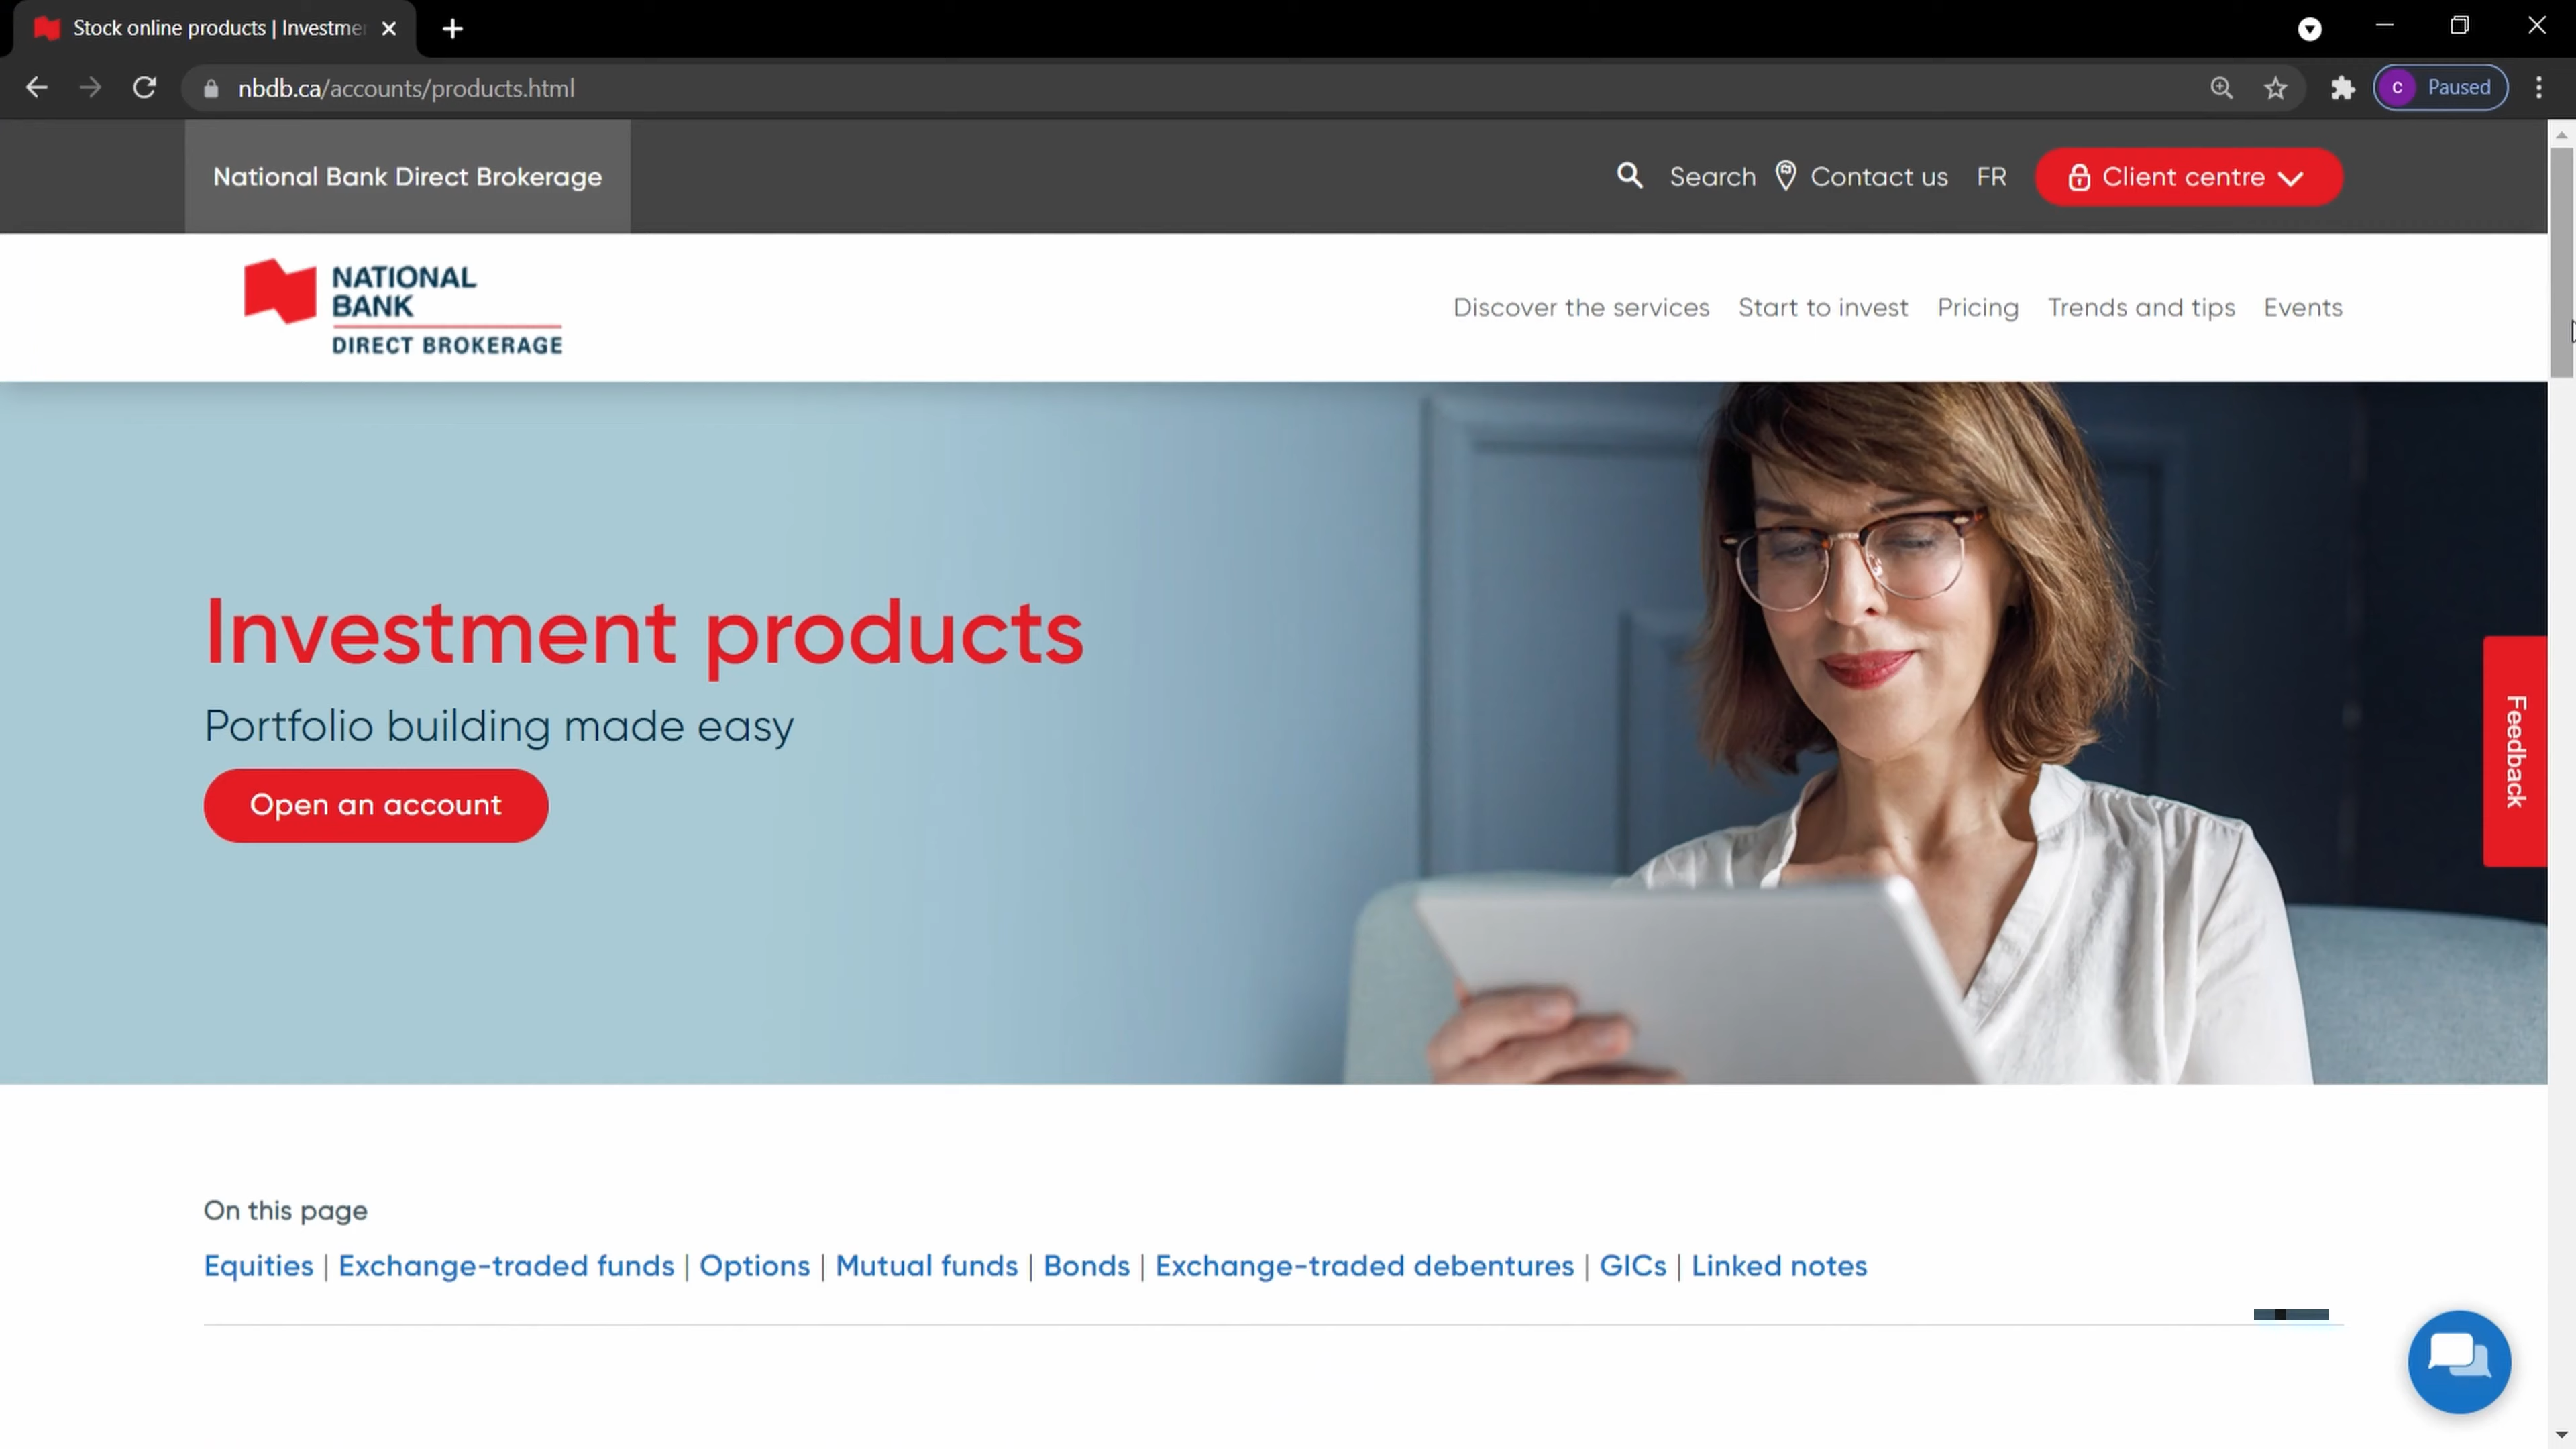 Stock online products | Investmen
nbdb.ca/accounts/products.html
C Paused
National Bank Direct Brokerage
Search Contact us FR Client centre
NATIONAL
BANK
DIRECT BROKERAGE
Discover the services Start to invest Pricing Trends and tips Events
Investment products
Portfolio building made easy
Open an account
Feedback
On this page
Equities | Exchange-traded funds | Options | Mutual funds | Bonds | Exchange-traded debentures | GICs | Linked notes